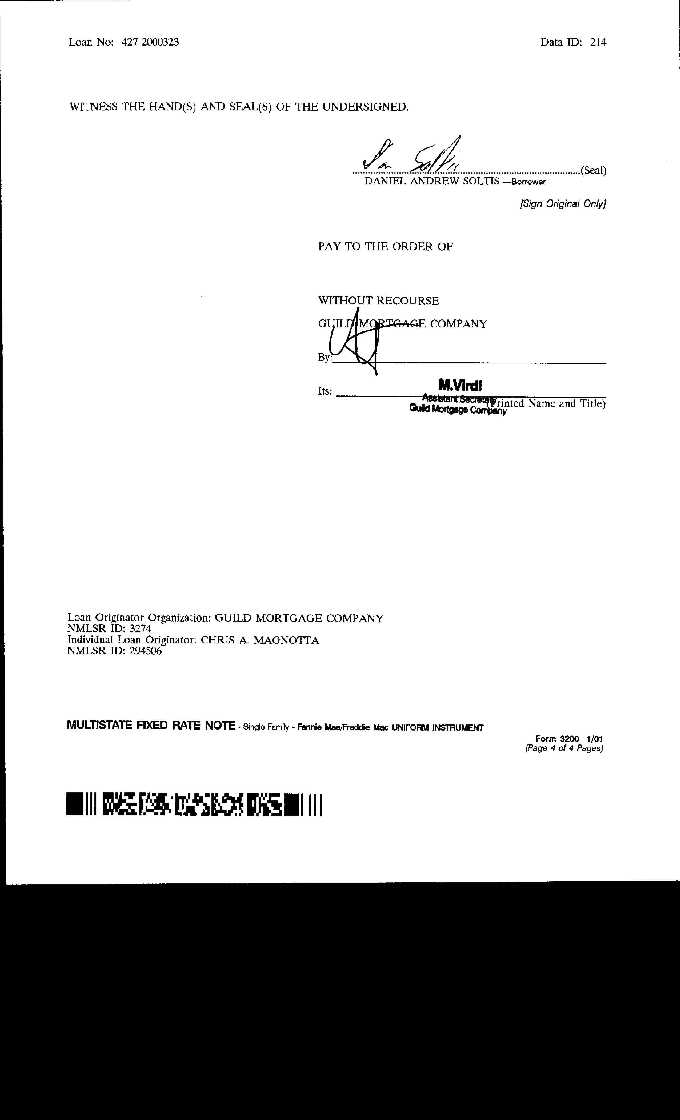 Loan No: 427 2000323
Data ID: 214
WITNESS THE HAND(S) AND SEAL(S) OF THE UNDERSIGNED.
(Seal)
DANIEL ANDREW SOLTIS —Borrower
[Sign Original Only]
PAY TO THE ORDER OF
WITHOUT RECOURSE
GUILD MORTGAGE COMPANY
By
Its:
M.Virdi
Assistant Secretary
(Printed Name and Title)
Guild Mortgage Company
Loan Originator Organization: GUILD MORTGAGE COMPANY
NMLSR ID: 3274
Individual Loan Originator: CHRIS A. MAGNOTTA
NMLSR ID: 294506
MULTISTATE FIXED RATE NOTE - Single Family - Fannie Mae/Freddie Mac UNIFORM INSTRUMENT
Form 3200 1/01
(Page 4 of 4 Pages)